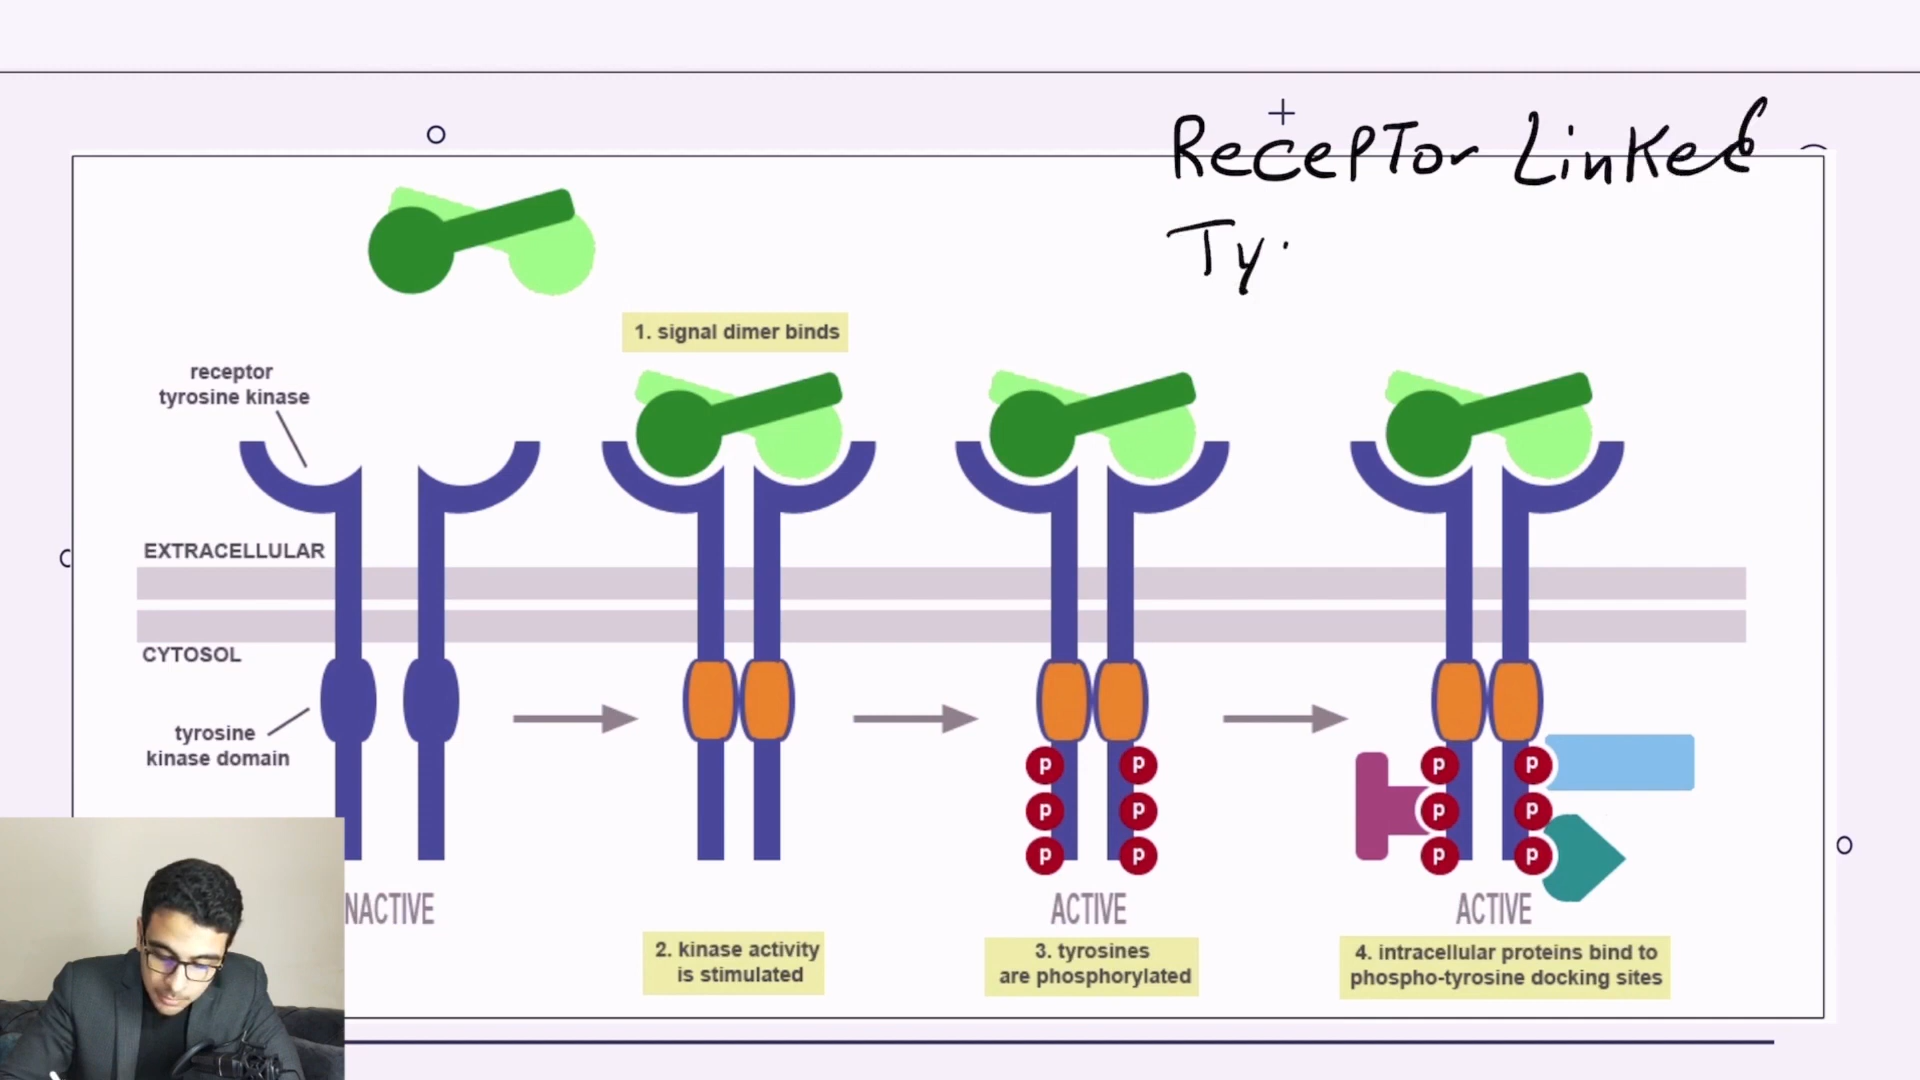 Receptor Linked
Ty
1. signal dimer binds
receptor
tyrosine kinase
EXTRACELLULAR
CYTOSOL
tyrosine
kinase domain
P P P P
P P P P
P P P P
NACTIVE
ACTIVE
ACTIVE
2. kinase activity
is stimulated
3. tyrosines
are phosphorylated
4. intracellular proteins bind to
phospho-tyrosine docking sites